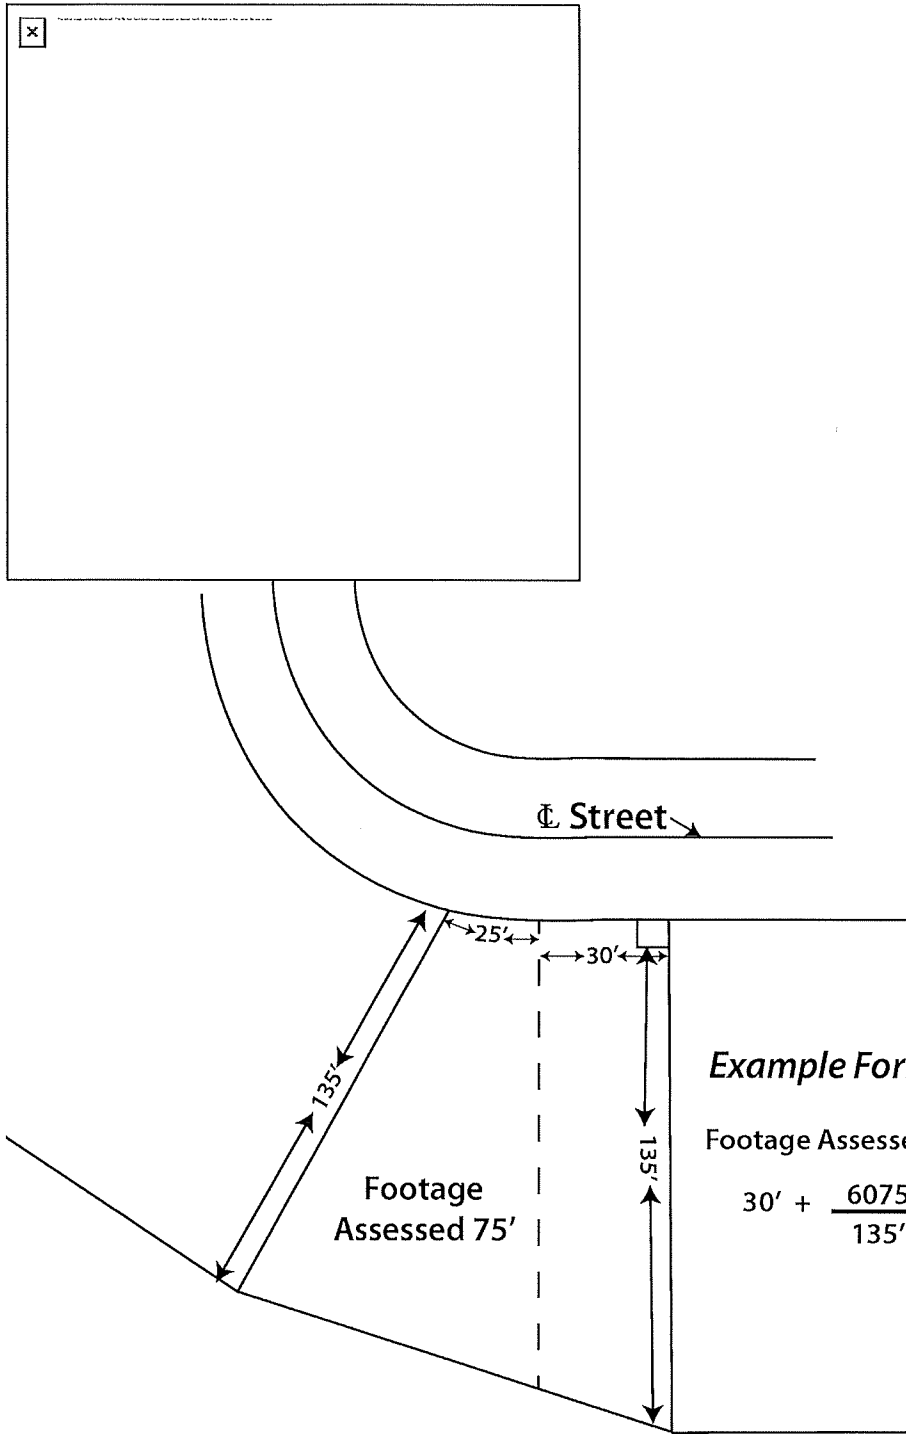 ℄ Street
25'
30'
135'
135'
Example For
Footage Assesse
30' + 6075
135'
Footage
Assessed 75'